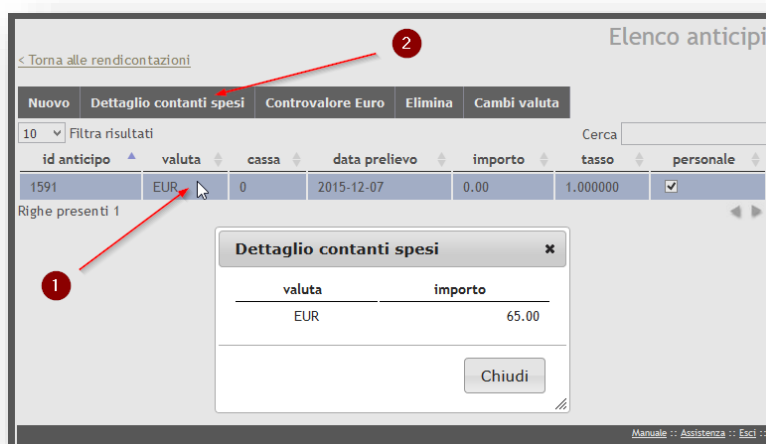 Elenco anticipi
2
< Torna alle rendicontazioni
Nuovo Dettaglio contanti spesi Controvalore Euro Elimina Cambi valuta
10 Filtra risultati Cerca
id anticipo valuta cassa data prelievo importo tasso personale
1591 EUR 0 2015-12-07 0.00 1.000000
Righe presenti 1
1
Dettaglio contanti spesi ×
valuta importo
EUR 65.00
Chiudi
Manuale :: Assistenza :: Esci ::